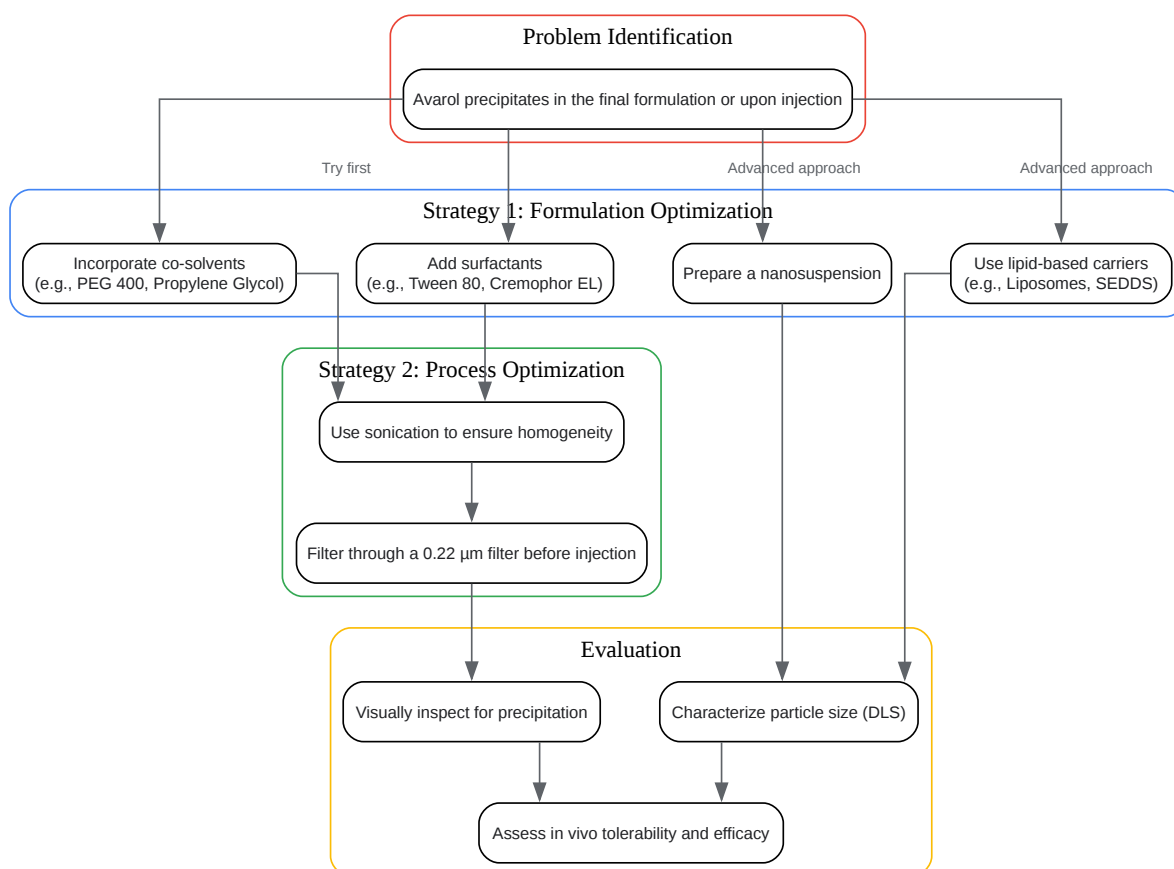 Problem Identification
Avarol precipitates in the final formulation or upon injection
Try first
Advanced approach
Advanced approach
Strategy 1: Formulation Optimization
Incorporate co-solvents
(e.g., PEG 400, Propylene Glycol)
Add surfactants
(e.g., Tween 80, Cremophor EL)
Prepare a nanosuspension
Use lipid-based carriers
(e.g., Liposomes, SEDDS)
Strategy 2: Process Optimization
Use sonication to ensure homogeneity
Filter through a 0.22 µm filter before injection
Evaluation
Visually inspect for precipitation
Characterize particle size (DLS)
Assess in vivo tolerability and efficacy